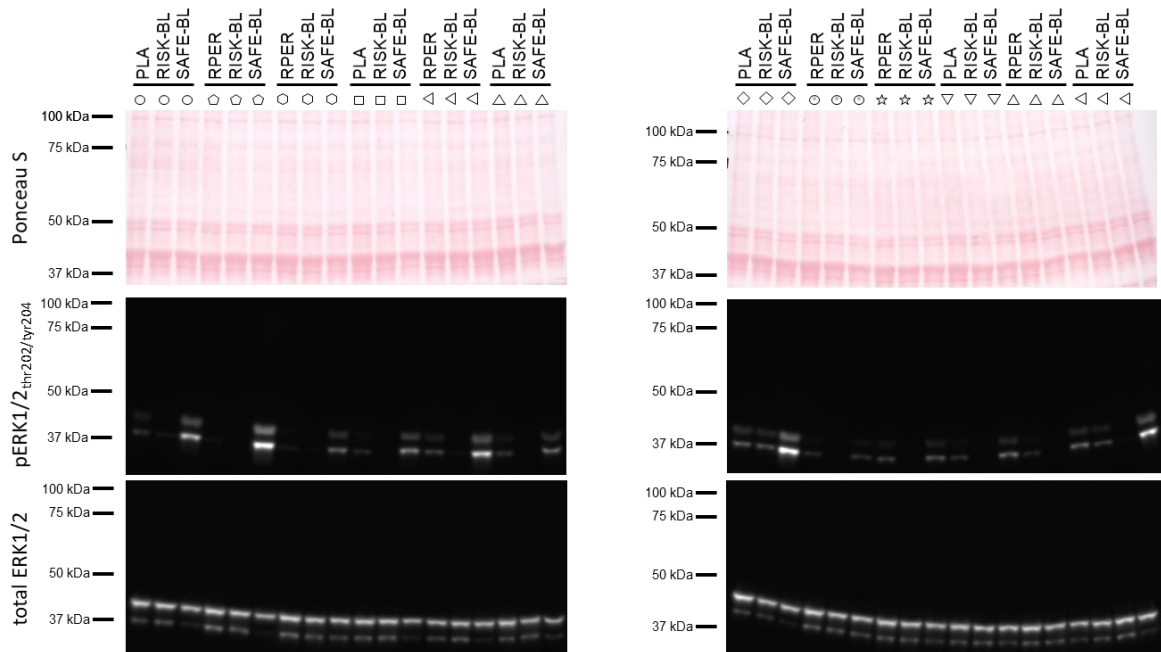 PLA RISK-BL SAFE-BL RPER RISK-BL SAFE-BL RPER RISK-BL SAFE-BL PLA RISK-BL SAFE-BL RPER RISK-BL SAFE-BL PLA RISK-BL SAFE-BL
Ponceau S
100 kDa
75 kDa
50 kDa
37 kDa
pERK1/2thr202/tyr204
100 kDa
75 kDa
50 kDa
37 kDa
total ERK1/2
100 kDa
75 kDa
50 kDa
37 kDa
PLA RISK-BL SAFE-BL RPER RISK-BL SAFE-BL RPER RISK-BL SAFE-BL PLA RISK-BL SAFE-BL RPER RISK-BL SAFE-BL PLA RISK-BL SAFE-BL
100 kDa
75 kDa
50 kDa
37 kDa
100 kDa
75 kDa
50 kDa
37 kDa
100 kDa
75 kDa
50 kDa
37 kDa